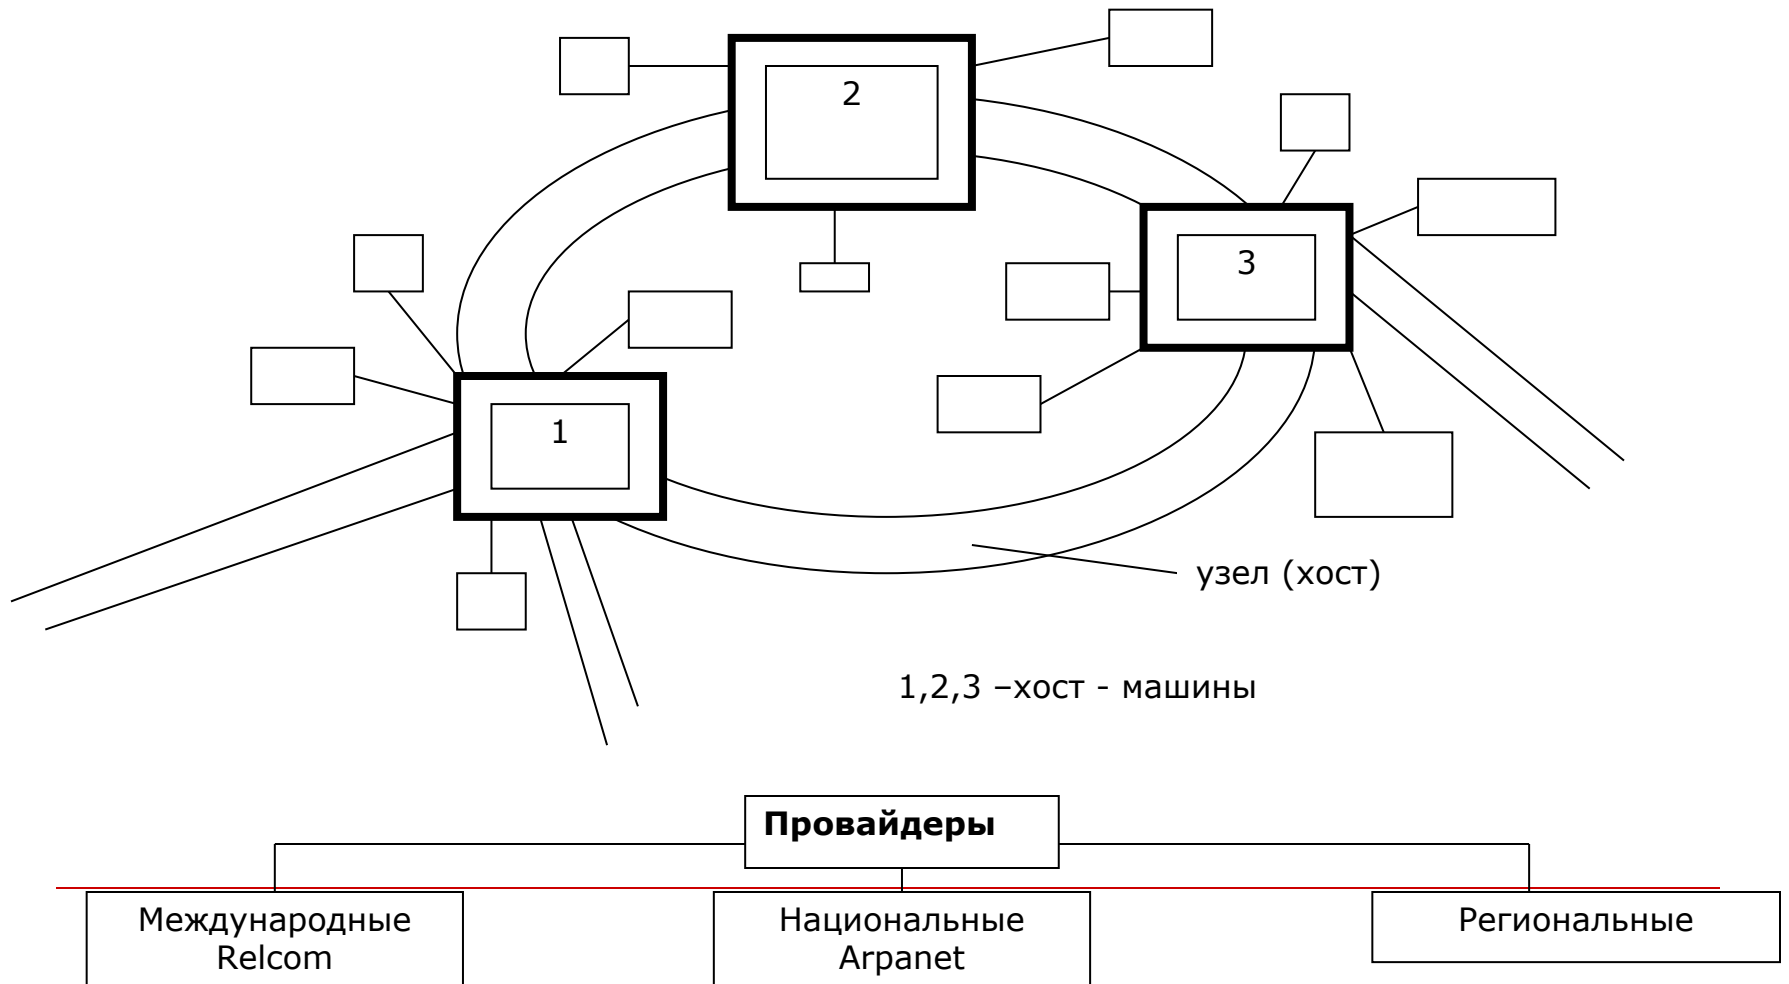 2
3
1
узел (хост)
1,2,3 –хост - машины
Провайдеры
Международные
Relcom
Национальные
Arpanet
Региональные